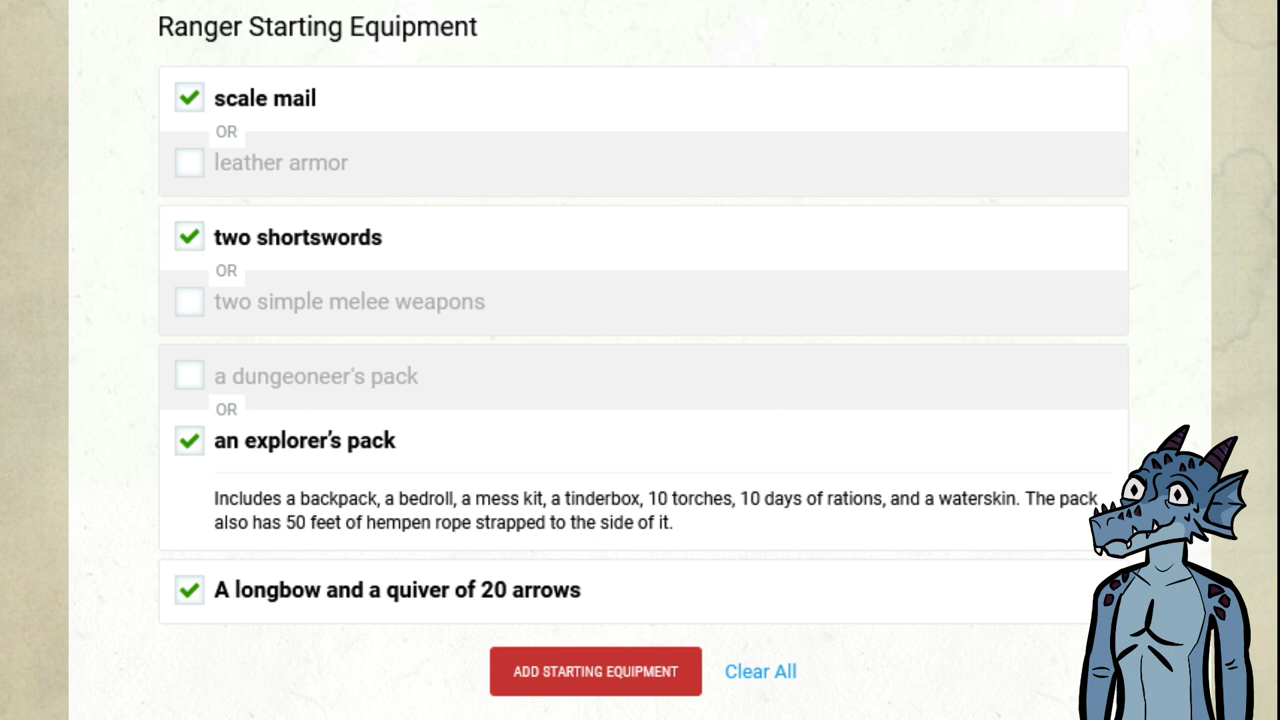 Ranger Starting Equipment
scale mail
OR
leather armor
two shortswords
OR
two simple melee weapons
a dungeoneer's pack
OR
an explorer’s pack
Includes a backpack, a bedroll, a mess kit, a tinderbox, 10 torches, 10 days of rations, and a waterskin. The pack
also has 50 feet of hempen rope strapped to the side of it.
A longbow and a quiver of 20 arrows
ADD STARTING EQUIPMENT
Clear All